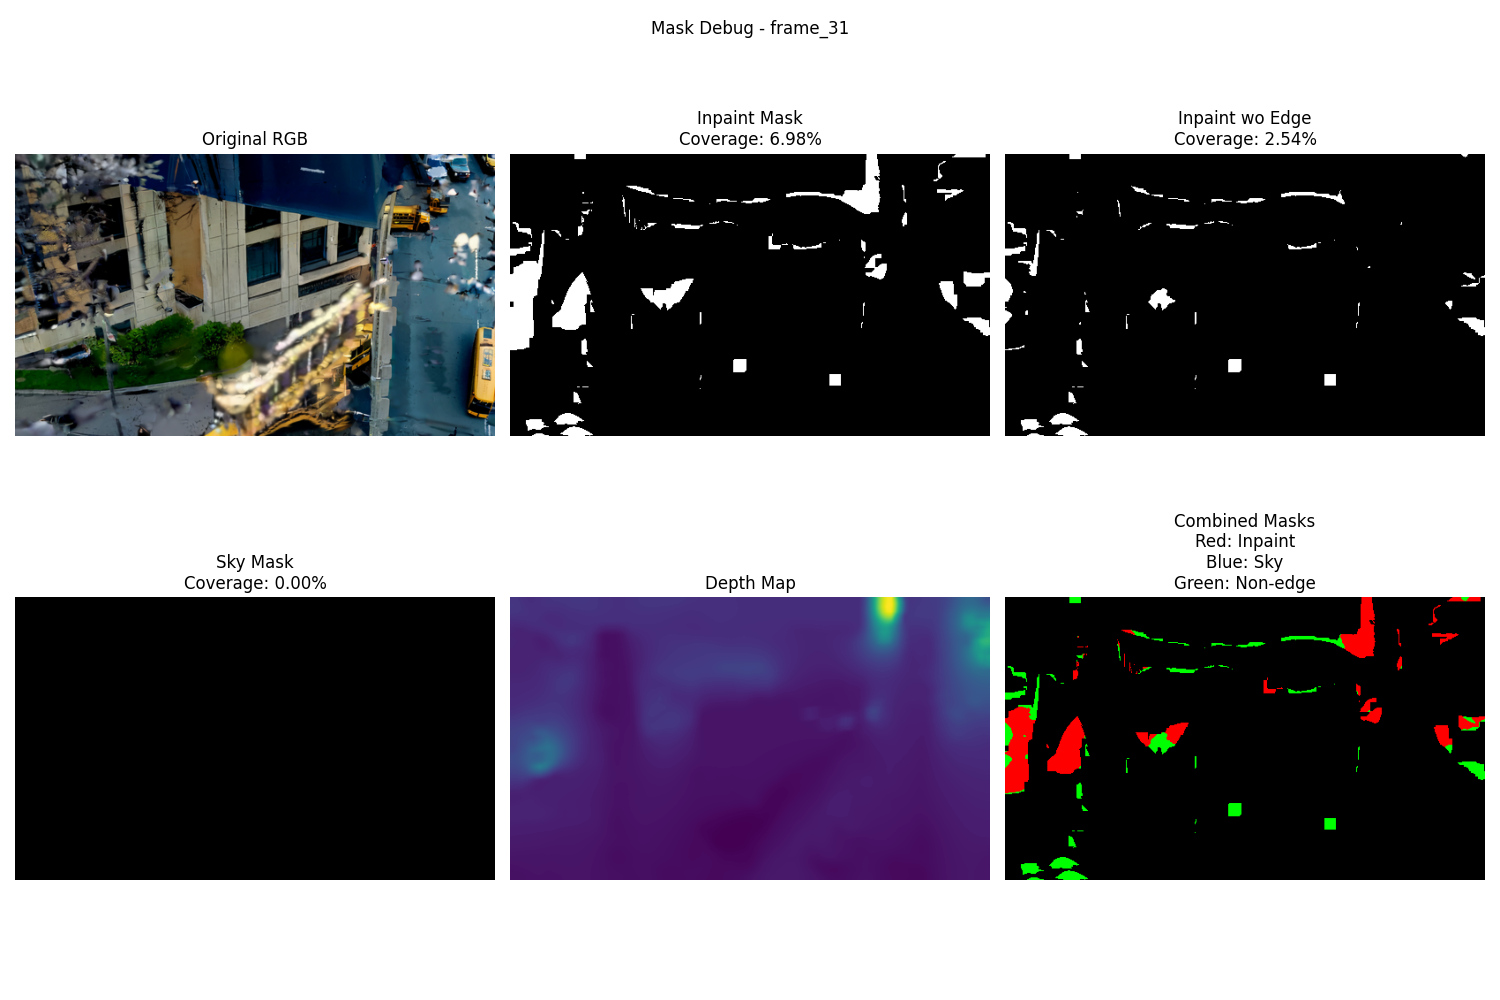 Mask Debug - frame_31
Original RGB
Inpaint Mask
Coverage: 6.98%
Inpaint wo Edge
Coverage: 2.54%
Sky Mask
Coverage: 0.00%
Depth Map
Combined Masks
Red: Inpaint
Blue: Sky
Green: Non-edge